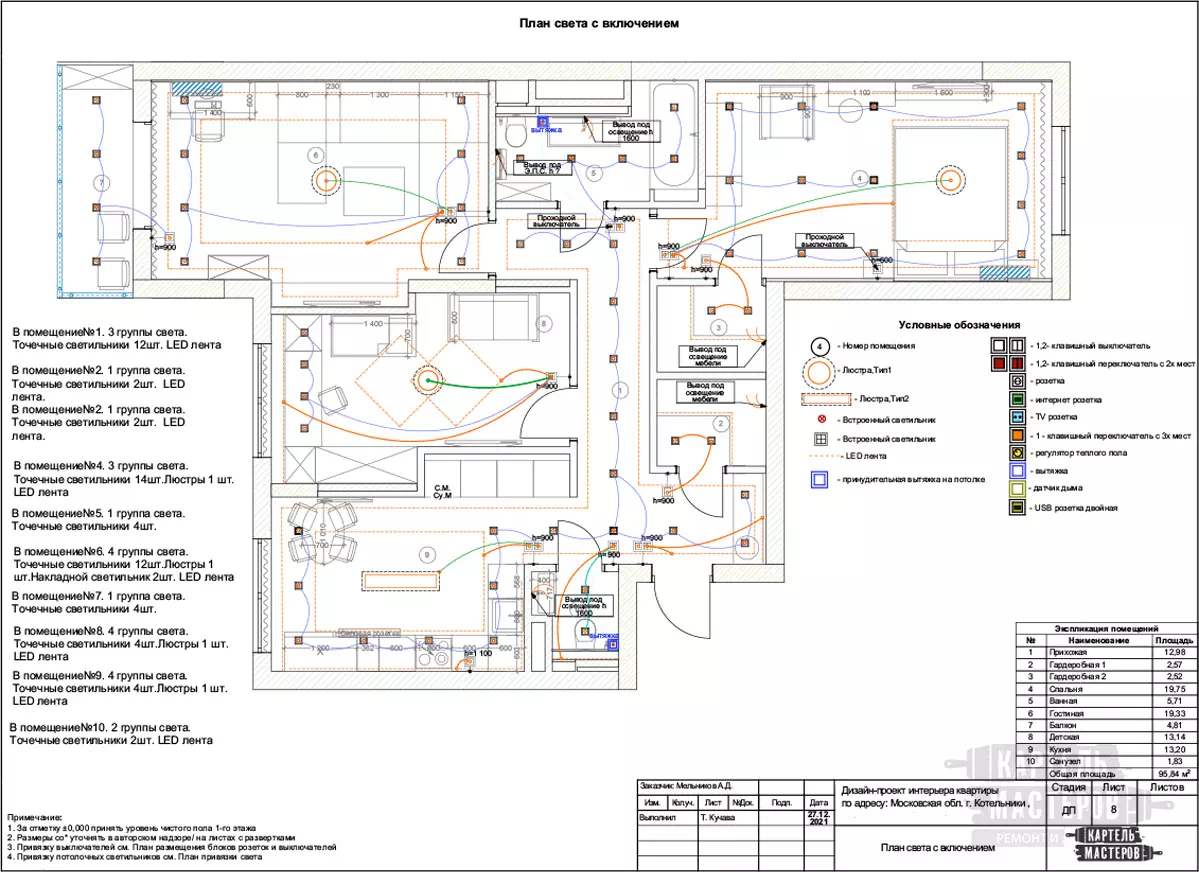 План света с включением
230
800
1 300
1 150
600
1 400
6
h=900
7
h=900
вытяжка
Вывод под
освещение h
1600
Вывод под
Э.П.С. h ?
5
Проходной
выключатель
h=900
900
900
1 100
1 600
300
4
Проходной
выключатель
h=600
h=900
h=900
3
Вывод под
освещение
мебели
Вывод под
освещение
мебели
2
h=900
1
1 400
700
800
8
h=900
С.М.
Су.М
1 010
700
9
h=900
h=900
h=900
568
400
717
600
Вывод под
освещение h
1600
вытяжка
Силовая розетка
1 200
362
600
600
600
h=1 100
В помещение№1. 3 группы света.
Точечные светильники 12шт. LED лента
В помещение№2. 1 группа света.
Точечные светильники 2шт. LED
лента.
В помещение№2. 1 группа света.
Точечные светильники 2шт. LED
лента.
В помещение№4. 3 группы света.
Точечные светильники 14шт.Люстры 1 шт.
LED лента
В помещение№5. 1 группа света.
Точечные светильники 4шт.
В помещение№6. 4 группы света.
Точечные светильники 12шт.Люстры 1
шт.Накладной светильник 2шт. LED лента
В помещение№7. 1 группа света.
Точечные светильники 4шт.
В помещение№8. 4 группы света.
Точечные светильники 4шт.Люстры 1 шт.
LED лента
В помещение№9. 4 группы света.
Точечные светильники 4шт.Люстры 1 шт.
LED лента
В помещение№10. 2 группы света.
Точечные светильники 2шт. LED лента
Условные обозначения
4 - Номер помещения
- Люстра,Тип1
- Люстра,Тип2
- Встроенный светильник
- Встроенный светильник
- LED лента
- принудительная вытяжка на потолке
- 1,2- клавишный выключатель
- 1,2- клавишный переключатель с 2х мест
- розетка
- интернет розетка
- TV розетка
- 1 - клавишный переключатель с 3х мест
- регулятор теплого пола
- вытяжка
- датчик дыма
- USB розетка двойная
Экспликация помещений
№ Наименование Площадь
1 Прихожая 12,98
2 Гардеробная 1 2,57
3 Гардеробная 2 2,52
4 Спальня 19,75
5 Ванная 5,71
6 Гостиная 19,33
7 Балкон 4,81
8 Детская 13,14
9 Кухня 13,20
10 Санузел 1,83
Общая площадь 95,84 м²
Заказчик: Мельников А.Д.
Изм. Колуч. Лист №Док. Подп. Дата
Выполнил Т. Кучава 27.12.
2021
Дизайн-проект интерьера квартиры
по адресу: Московская обл. г. Котельники ,
План света с включением
Стадия Лист Листов
ДП 8
КАРТЕЛЬ
МАСТЕРОВ
КАРТЕЛЬ
МАСТЕРОВ
Примечание:
1. За отметку ±0,000 принять уровень чистого пола 1-го этажа
2. Размеры со* уточнять в авторском надзоре/ на листах с развертками
3. Привязку выключателей см. План размещения блоков розеток и выключателей
4. Привязку потолочных светильников см. План привязки света